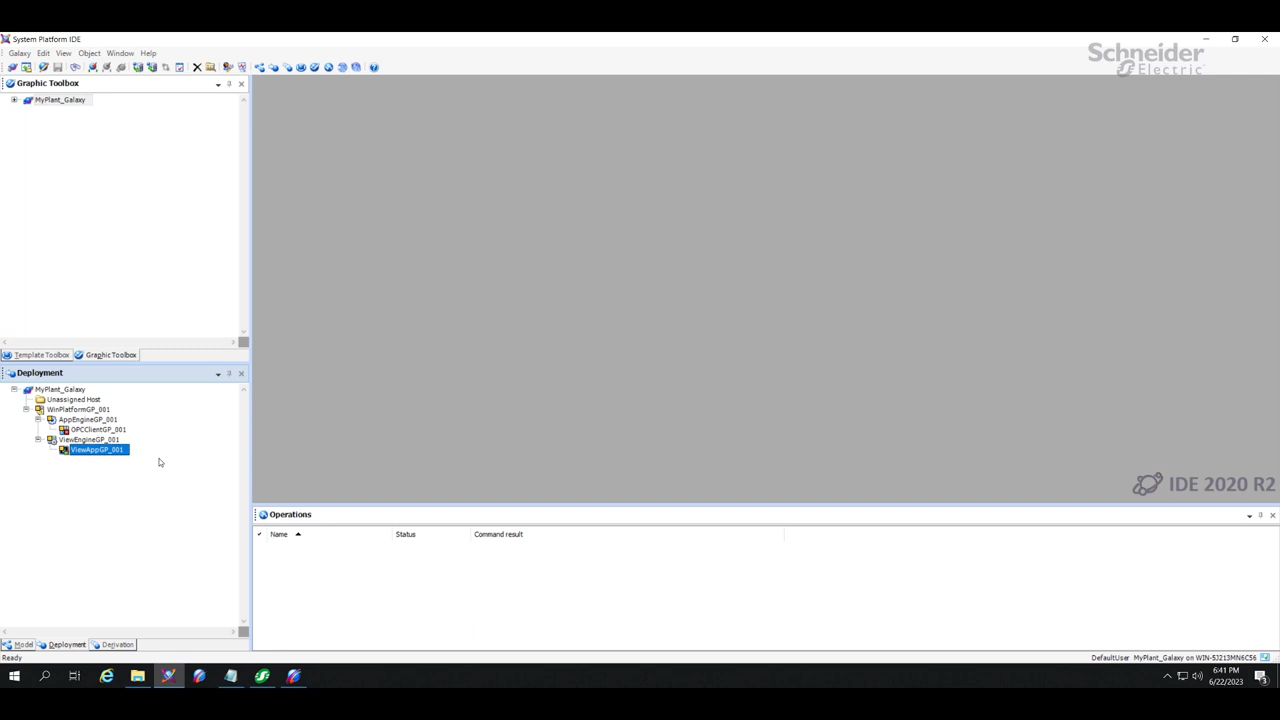 System Platform IDE
Galaxy Edit View Object Window Help
Schneider
Electric
Graphic Toolbox
MyPlant_Galaxy
Template Toolbox Graphic Toolbox
Deployment
MyPlant_Galaxy
Unassigned Host
WinPlatformGP_001
AppEngineGP_001
OPCClientGP_001
ViewEngineGP_001
ViewAppGP_001
IDE 2020 R2
Operations
Name Status Command result
Model Deployment Derivation
Ready
DefaultUser MyPlant_Galaxy on WIN-5J213MN6C56
6:41 PM
6/22/2023
3